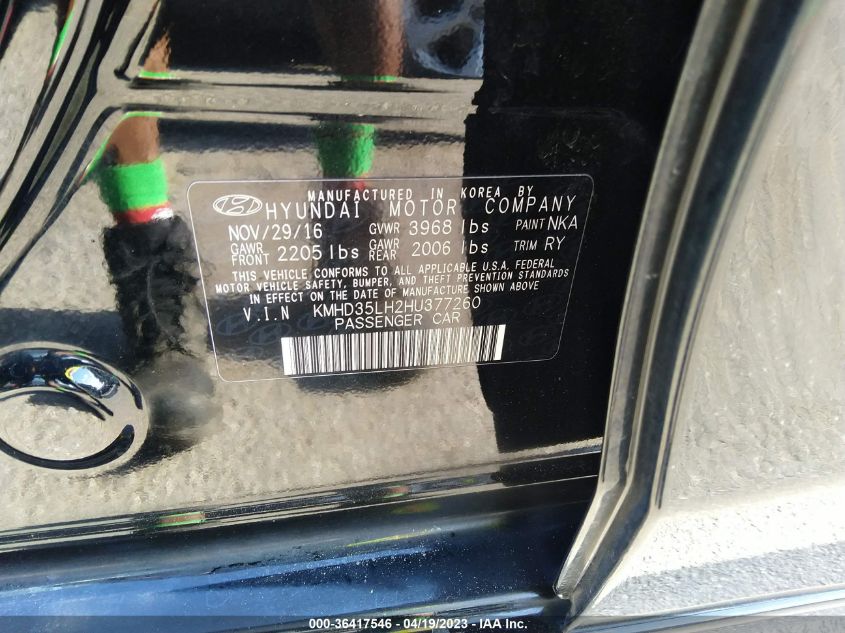 MANUFACTURED IN KOREA BY
HYUNDAI MOTOR COMPANY
NOV/29/16 GVWR 3968 lbs PAINT NKA
GAWR FRONT 2205 lbs GAWR REAR 2006 lbs TRIM RY
THIS VEHICLE CONFORMS TO ALL APPLICABLE U.S.A. FEDERAL
MOTOR VEHICLE SAFETY, BUMPER, AND THEFT PREVENTION STANDARDS
IN EFFECT ON THE DATE OF MANUFACTURE SHOWN ABOVE
V.I.N KMHD35LH2HU377260
PASSENGER CAR
000-36417546 - 04/19/2023 - IAA Inc.